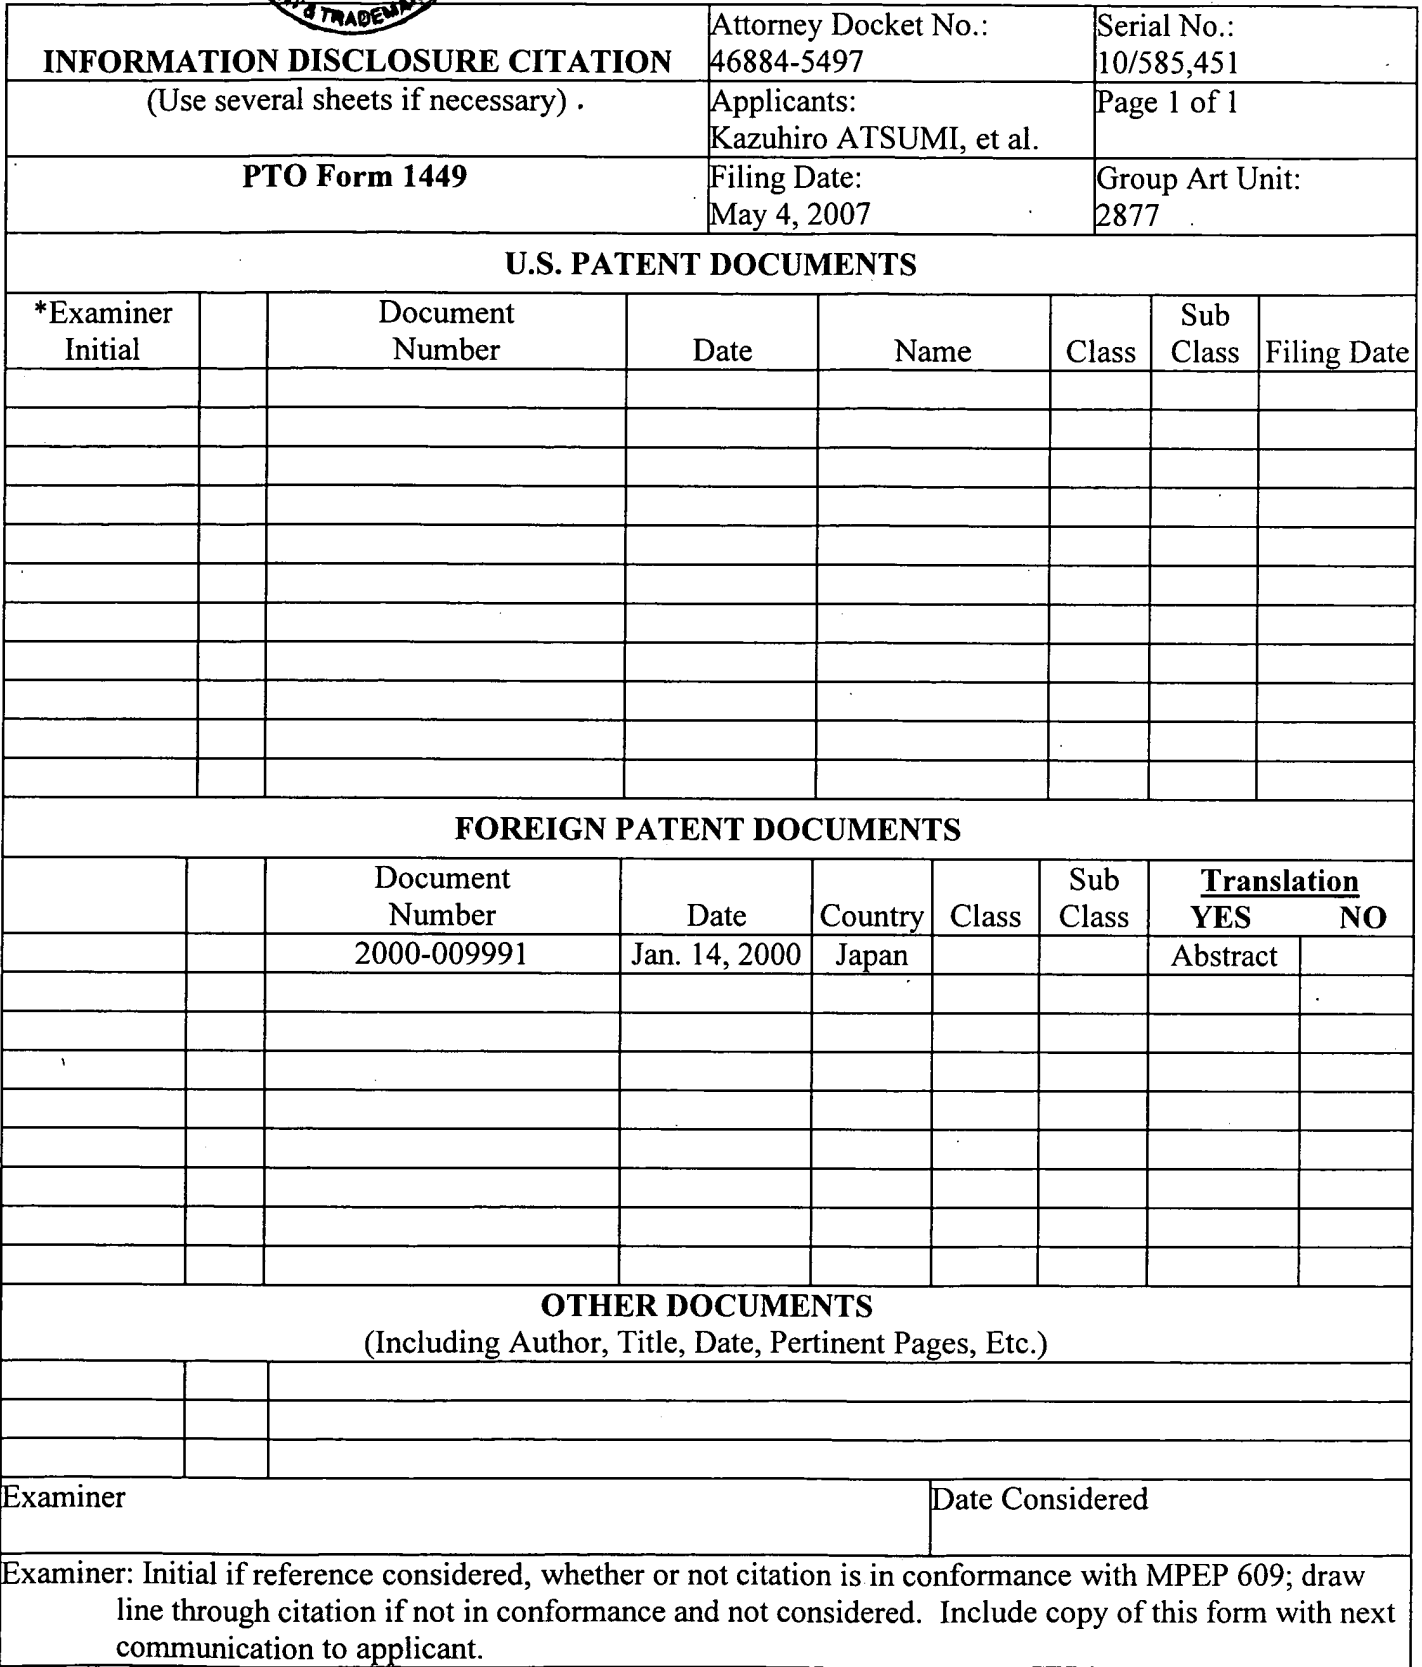 & TRADEMA
INFORMATION DISCLOSURE CITATION
(Use several sheets if necessary) .
PTO Form 1449
Attorney Docket No.:
46884-5497
Serial No.:
10/585,451
Applicants:
Kazuhiro ATSUMI, et al.
Page 1 of 1
Filing Date:
May 4, 2007
Group Art Unit:
2877
U.S. PATENT DOCUMENTS
*Examiner
Initial
Document
Number
Date
Name
Class
Sub
Class
Filing Date
FOREIGN PATENT DOCUMENTS
Document
Number
Date
Country
Class
Sub
Class
Translation
YES NO
2000-009991 Jan. 14, 2000 Japan Abstract
OTHER DOCUMENTS
(Including Author, Title, Date, Pertinent Pages, Etc.)
Examiner
Date Considered
Examiner: Initial if reference considered, whether or not citation is in conformance with MPEP 609; draw
line through citation if not in conformance and not considered. Include copy of this form with next
communication to applicant.